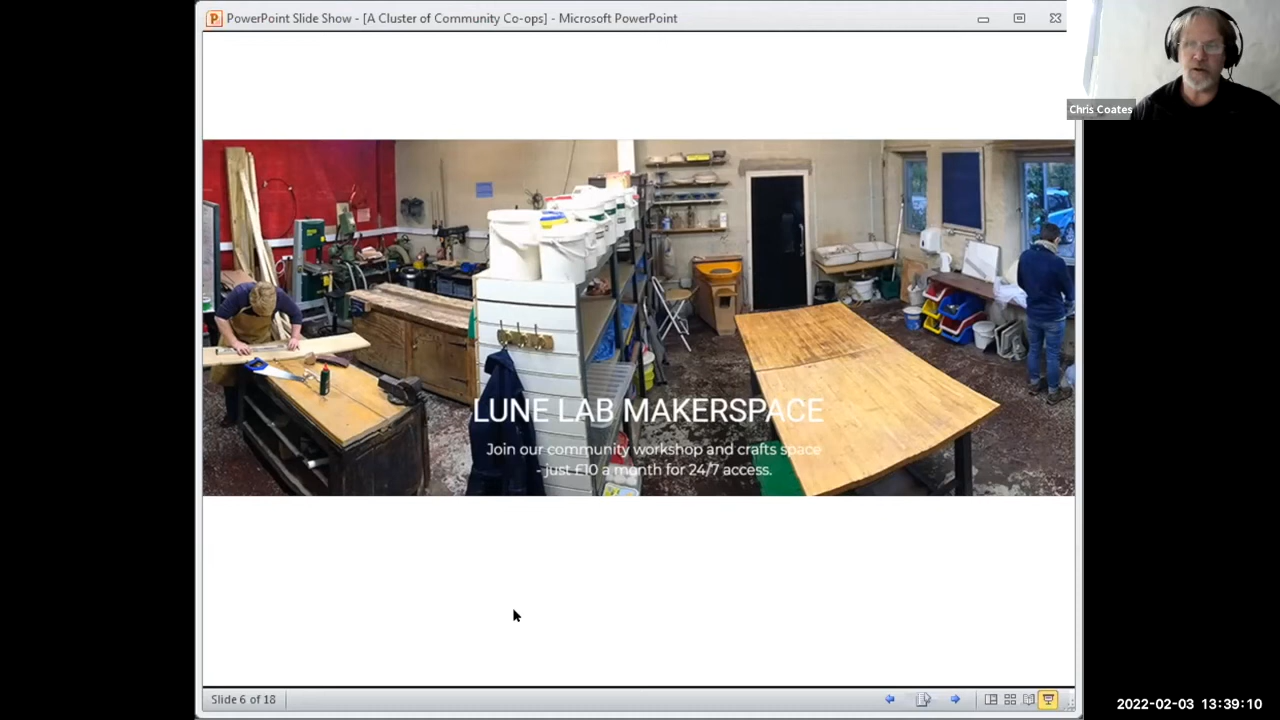 PowerPoint Slide Show - [A Cluster of Community Co-ops] - Microsoft PowerPoint
Chris Coates
LUNE LAB MAKERSPACE
Join our community workshop and crafts space
- just £10 a month for 24/7 access.
Slide 6 of 18
2022-02-03 13:39:10